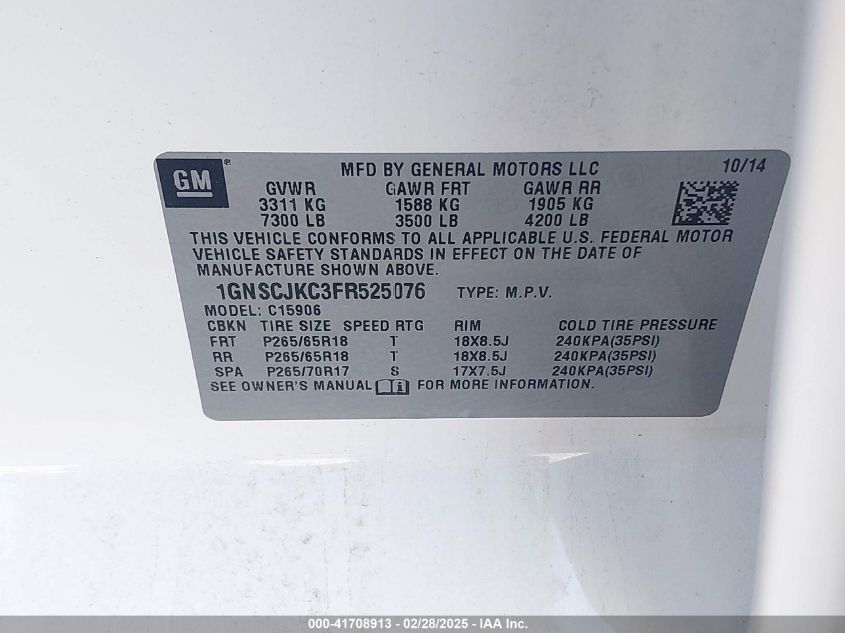 GM ®
MFD BY GENERAL MOTORS LLC 10/14
GVWR GAWR FRT GAWR RR
3311 KG 1588 KG 1905 KG
7300 LB 3500 LB 4200 LB
THIS VEHICLE CONFORMS TO ALL APPLICABLE U.S. FEDERAL MOTOR
VEHICLE SAFETY STANDARDS IN EFFECT ON THE DATE OF
MANUFACTURE SHOWN ABOVE.
1GNSCJKC3FR525076 TYPE: M.P.V.
MODEL: C15906
CBKN TIRE SIZE SPEED RTG RIM COLD TIRE PRESSURE
FRT P265/65R18 T 18X8.5J 240KPA(35PSI)
RR P265/65R18 T 18X8.5J 240KPA(35PSI)
SPA P265/70R17 S 17X7.5J 240KPA(35PSI)
SEE OWNER'S MANUAL i FOR MORE INFORMATION.
000-41708913 - 02/28/2025 - IAA Inc.